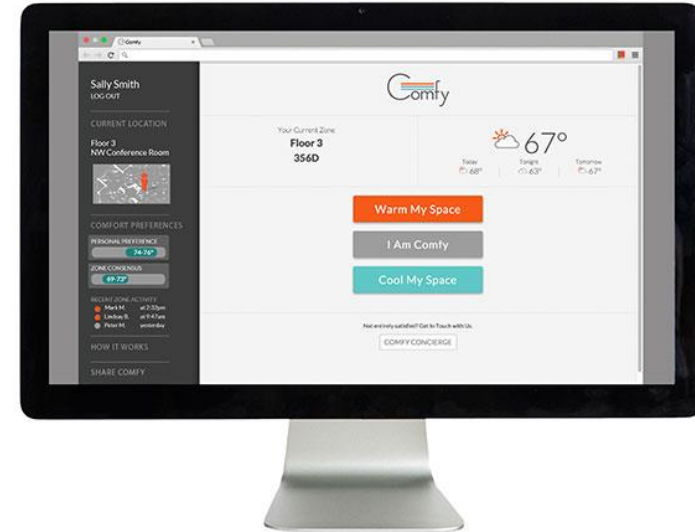 Comfy
Sally Smith
LOG OUT
CURRENT LOCATION
Floor 3
NW Conference Room
COMFORT PREFERENCES
PERSONAL PREFERENCE
74-76°
ZONE CONSENSUS
69-73°
RECENT ZONE ACTIVITY
Mark M. at 2:33pm
Lindsay B. at 9:47am
Peter M. yesterday
HOW IT WORKS
SHARE COMFY
Comfy
Your Current Zone
Floor 3
356D
67°
Today
68°
Tonight
63°
Tomorrow
67°
Warm My Space
I Am Comfy
Cool My Space
Not entirely satisfied? Get In Touch with Us.
COMFY CONCIERGE